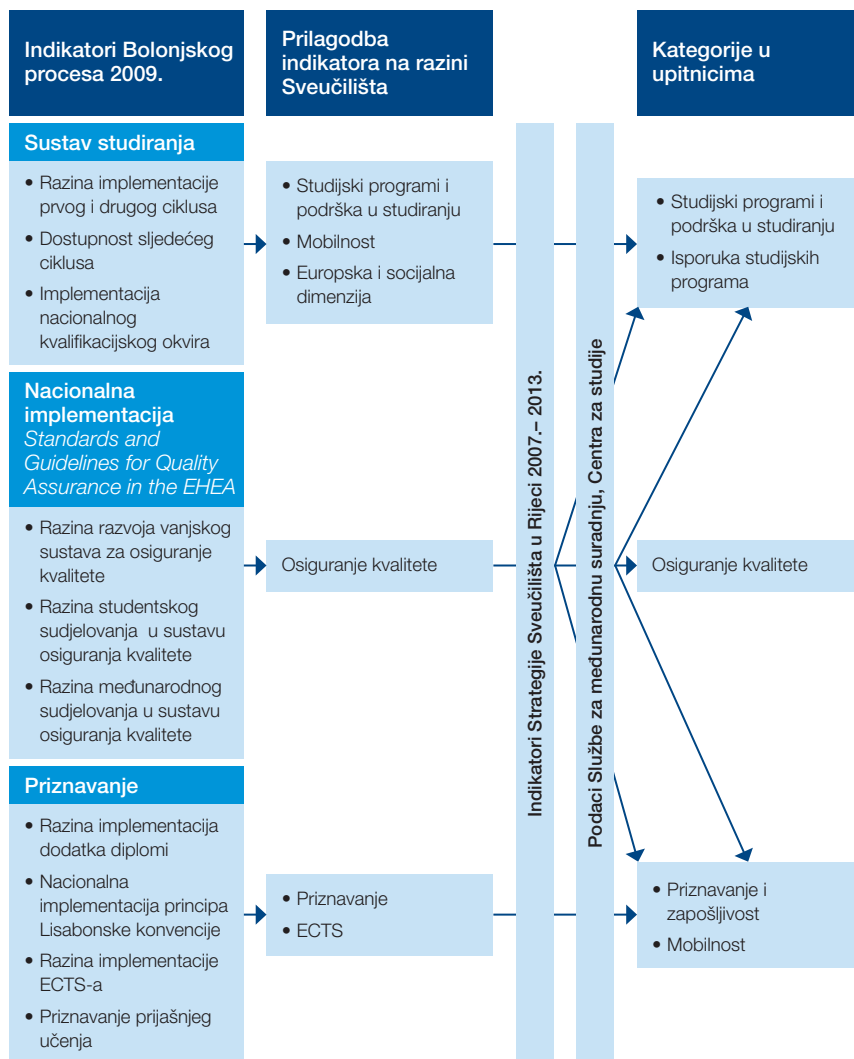 Indikatori Bolonjskog
procesa 2009.
Prilagodba
indikatora na razini
Sveučilišta
Kategorije u
upitnicima
Sustav studiranja
• Razina implementacije
prvog i drugog ciklusa
• Dostupnost sljedećeg
ciklusa
• Implementacija
nacionalnog
kvalifikacijskog okvira
• Studijski programi i
podrška u studiranju
• Mobilnost
• Europska i socijalna
dimenzija
• Studijski programi i
podrška u studiranju
• Isporuka studijskih
programa
Nacionalna
implementacija
Standards and
Guidelines for Quality
Assurance in the EHEA
• Razina razvoja vanjskog
sustava za osiguranje
kvalitete
• Razina studentskog
sudjelovanja u sustavu
osiguranja kvalitete
• Razina međunarodnog
sudjelovanja u sustavu
osiguranja kvalitete
Osiguranje kvalitete
Indikatori Strategije Sveučilišta u Rijeci 2007.– 2013.
Podaci Službe za međunarodnu suradnju, Centra za studije
Osiguranje kvalitete
Priznavanje
• Razina implementacija
dodatka diplomi
• Nacionalna
implementacija principa
Lisabonske konvencije
• Razina implementacije
ECTS-a
• Priznavanje prijašnjeg
učenja
• Priznavanje
• ECTS
• Priznavanje i
zapošljivost
• Mobilnost